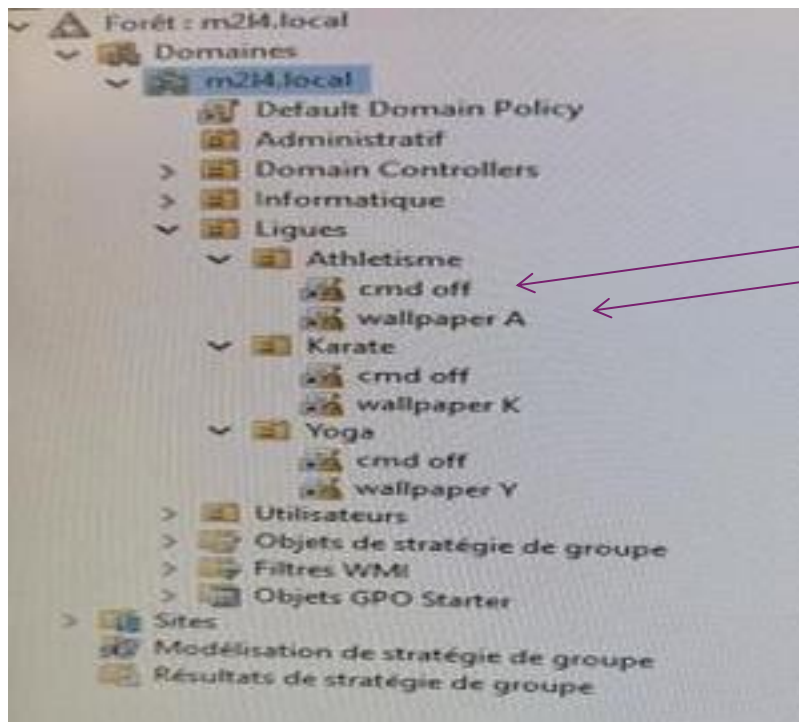 Forêt : m2l4.local
Domaines
m2l4.local
Default Domain Policy
Administratif
Domain Controllers
Informatique
Ligues
Athletisme
cmd off
wallpaper A
Karate
cmd off
wallpaper K
Yoga
cmd off
wallpaper Y
Utilisateurs
Objets de stratégie de groupe
Filtres WMI
Objets GPO Starter
Sites
Modélisation de stratégie de groupe
Résultats de stratégie de groupe